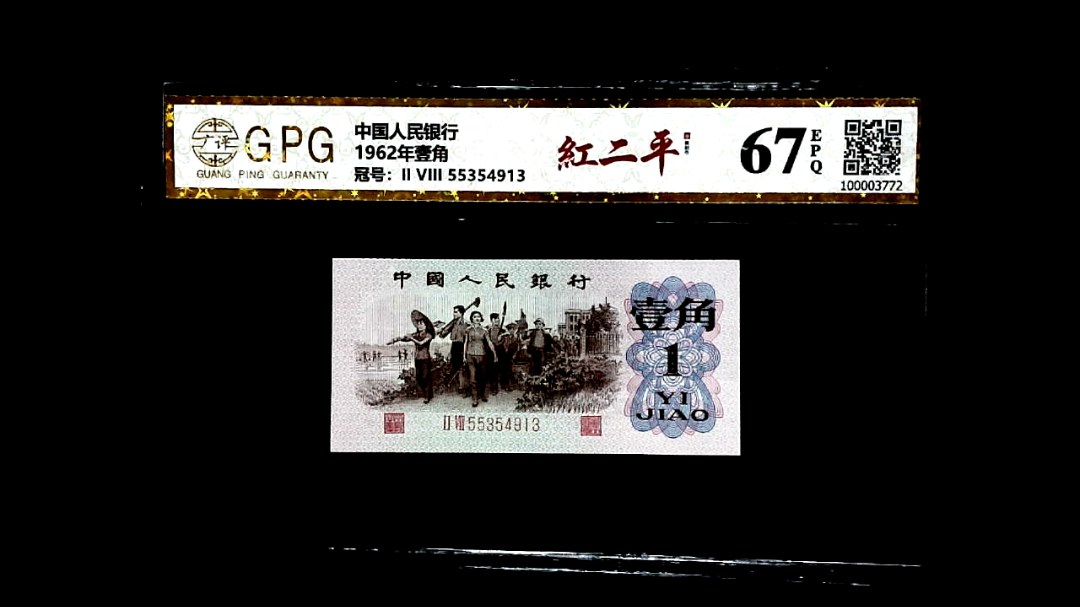 广评
GPG
GUANG PING GUARANTY
中国人民银行
1962年壹角
冠号：II VIII 55354913
紅二平
67
EPQ
100003772
中國人民銀行
壹角
1
YI
JIAO
II VIII 55354913